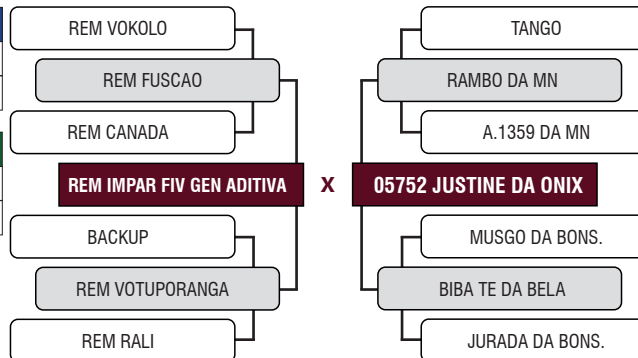 REM VOKOLO
REM FUSCAO
REM CANADA
REM IMPAR FIV GEN ADITIVA
BACKUP
REM VOTUPORANGA
REM RALI
X
TANGO
RAMBO DA MN
A.1359 DA MN
05752 JUSTINE DA ONIX
MUSGO DA BONS.
BIBA TE DA BELA
JURADA DA BONS.